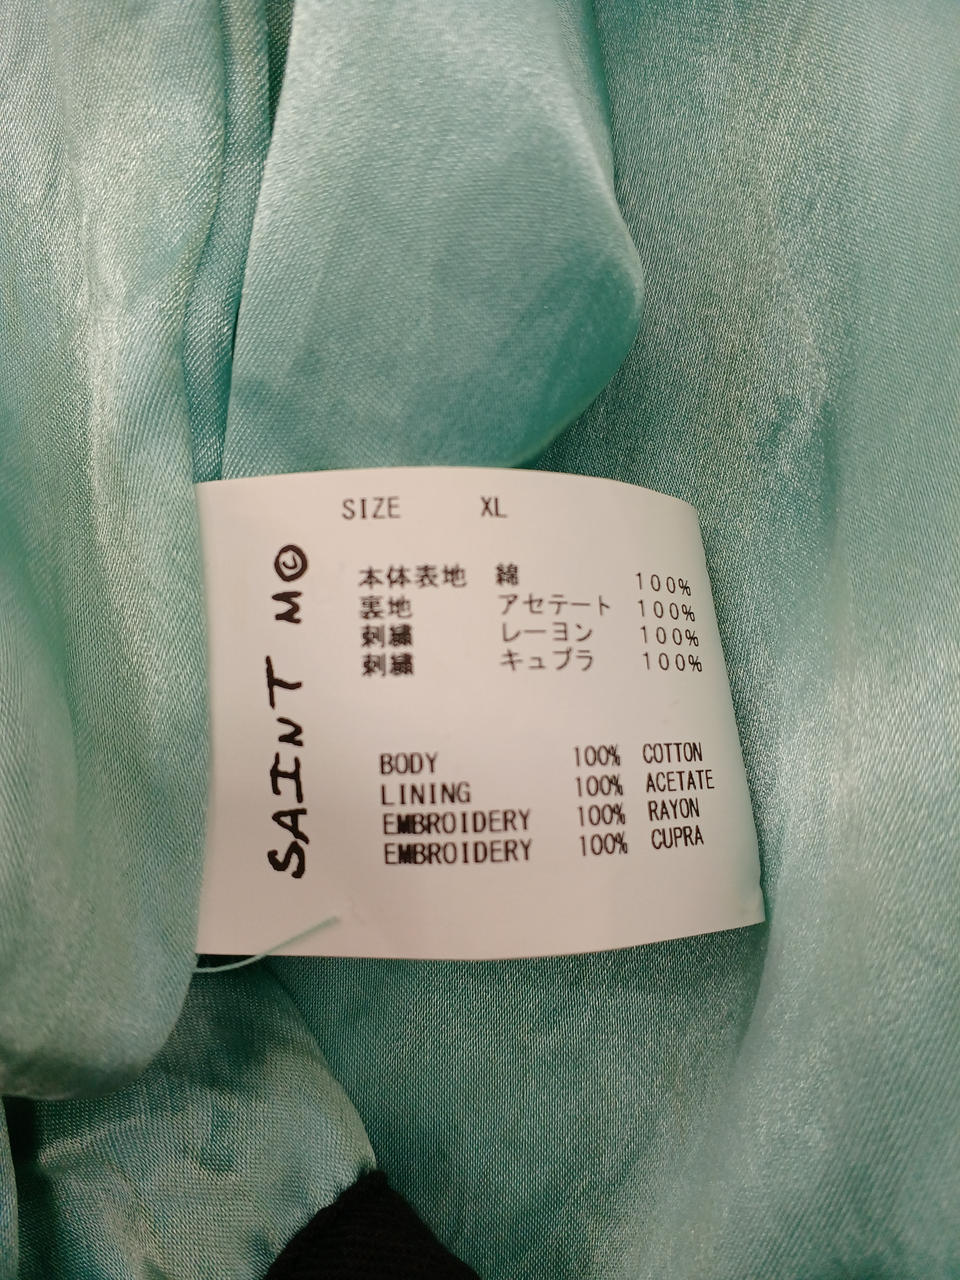 SIZE XL
本体表地 綿 100%
裏地 アセテート 100%
刺繍 レーヨン 100%
刺繍 キュプラ 100%
BODY 100% COTTON
LINING 100% ACETATE
EMBROIDERY 100% RAYON
EMBROIDERY 100% CUPRA
SAINT M©